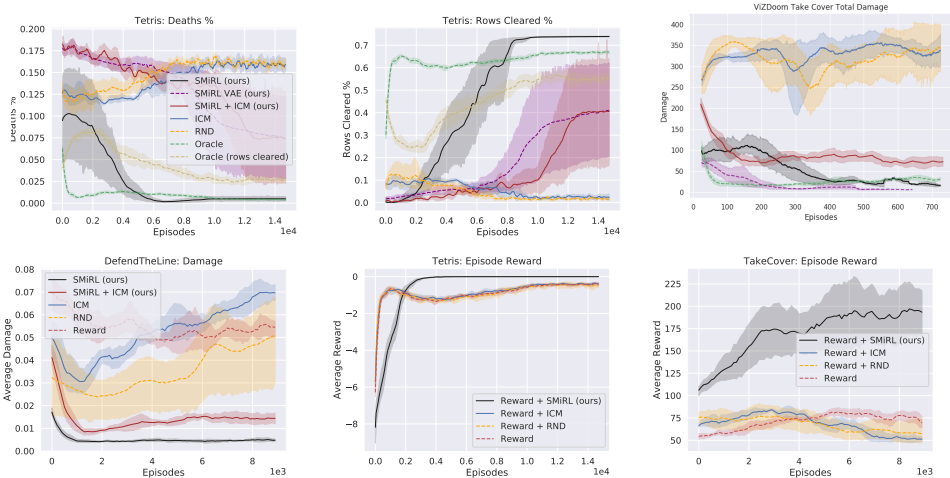 Tetris: Deaths %
0.200
0.175
0.150
0.125
0.100
0.075
0.050
0.025
0.000
Deaths %
SMiRL (ours)
SMiRL VAE (ours)
SMiRL + ICM (ours)
ICM
RND
Oracle
Oracle (rows cleared)
0.0 0.2 0.4 0.6 0.8 1.0 1.2 1.4
Episodes 1e4
Tetris: Rows Cleared %
0.7
0.6
0.5
0.4
0.3
0.2
0.1
0.0
Rows Cleared %
0.0 0.2 0.4 0.6 0.8 1.0 1.2 1.4
Episodes 1e4
ViZDoom Take Cover Total Damage
400
350
300
250
200
150
100
50
0
Damage
0 100 200 300 400 500 600 700
Episodes
DefendTheLine: Damage
0.08
0.07
0.06
0.05
0.04
0.03
0.02
0.01
0.00
Average Damage
SMiRL (ours)
SMiRL + ICM (ours)
ICM
RND
Reward
0 2 4 6 8
Episodes 1e3
Tetris: Episode Reward
0
−2
−4
−6
−8
Average Reward
Reward + SMiRL (ours)
Reward + ICM
Reward + RND
Reward
0.0 0.2 0.4 0.6 0.8 1.0 1.2 1.4
Episodes 1e4
TakeCover: Episode Reward
225
200
175
150
125
100
75
50
Average Reward
Reward + SMiRL (ours)
Reward + ICM
Reward + RND
Reward
0 2 4 6 8
Episodes 1e3